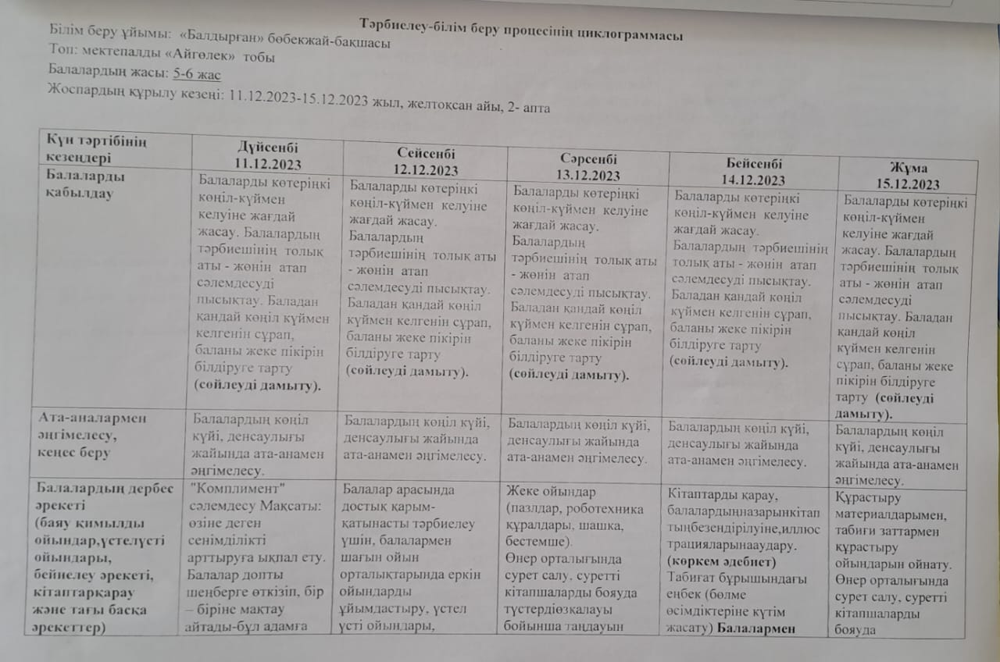 Тәрбиелеу-білім беру процесінің циклограммасы
Білім беру ұйымы: «Балдырған» бөбекжай-бақшасы
Топ: мектепалды «Айгөлек» тобы
Балалардың жасы: 5-6 жас
Жоспардың құрылу кезеңі: 11.12.2023-15.12.2023 жыл, желтоқсан айы, 2- апта
Күн тәртібінің
кезеңдері
Дүйсенбі
11.12.2023
Сейсенбі
12.12.2023
Сәрсенбі
13.12.2023
Бейсенбі
14.12.2023
Жұма
15.12.2023
Балаларды
қабылдау
Балаларды көтеріңкі
көңіл-күймен
келуіне жағдай
жасау. Балалардың
тәрбиешінің толық
аты - жөнін атап
сәлемдесуді
пысықтау. Баладан
қандай көңіл күймен
келгенін сұрап,
баланы жеке пікірін
білдіруге тарту
(сөйлеуді дамыту).
Балаларды көтеріңкі
көңіл-күймен келуіне
жағдай жасау.
Балалардың
тәрбиешінің толық аты
- жөнін атап
сәлемдесуді пысықтау.
Баладан қандай көңіл
күймен келгенін сұрап,
баланы жеке пікірін
білдіруге тарту
(сөйлеуді дамыту).
Балаларды көтеріңкі
көңіл-күймен келуіне
жағдай жасау.
Балалардың
тәрбиешінің толық аты
- жөнін атап
сәлемдесуді пысықтау.
Баладан қандай көңіл
күймен келгенін сұрап,
баланы жеке пікірін
білдіруге тарту
(сөйлеуді дамыту).
Балаларды көтеріңкі
көңіл-күймен келуіне
жағдай жасау.
Балалардың тәрбиешінің
толық аты - жөнін атап
сәлемдесуді пысықтау.
Баладан қандай көңіл
күймен келгенін сұрап,
баланы жеке пікірін
білдіруге тарту
(сөйлеуді дамыту).
Балаларды көтеріңкі
көңіл-күймен
келуіне жағдай
жасау. Балалардың
тәрбиешінің толық
аты - жөнін атап
сәлемдесуді
пысықтау. Баладан
қандай көңіл
күймен келгенін
сұрап, баланы жеке
пікірін білдіруге
тарту (сөйлеуді
дамыту).
Ата-аналармен
әңгімелесу,
кеңес беру
Балалардың көңіл
күйі, денсаулығы
жайында ата-анамен
әңгімелесу.
Балалардың көңіл күйі,
денсаулығы жайында
ата-анамен әңгімелесу.
Балалардың көңіл күйі,
денсаулығы жайында
ата-анамен әңгімелесу.
Балалардың көңіл күйі,
денсаулығы жайында
ата-анамен әңгімелесу.
Балалардың көңіл
күйі, денсаулығы
жайында ата-анамен
әңгімелесу.
Балалардың дербес
әрекеті
(баяу қимылды
ойындар,үстелүсті
ойындары,
бейнелеу әрекеті,
кітаптарқарау
және тағы басқа
әрекеттер)
"Комплимент"
сәлемдесу Мақсаты:
өзіне деген
сенімділікті
арттыруға ықпал ету.
Балалар допты
шеңберге өткізіп, бір
– біріне мақтау
айтады-бұл адамға
Балалар арасында
достық қарым-
қатынасты тәрбиелеу
үшін, балалармен
шағын ойын
орталықтарында еркін
ойындарды
ұйымдастыру, үстел
үсті ойындары,
Жеке ойындар
(пазлдар, роботехника
құралдары, шашка,
бестемше).
Өнер орталығында
сурет салу, суретті
кітапшаларды бояуда
түстердіөзқалауы
бойынша таңдауын
Кітаптарды қарау,
балалардыңназарынкітап
тыңбезендірілуіне,иллюс
трацияларынааудару.
(көркем әдебиет)
Табиғат бұрышындағы
еңбек (бөлме
өсімдіктеріне күтім
жасату) Балалармен
Құрастыру
материалдарымен,
табиғи заттармен
құрастыру
ойындарын ойнату.
Өнер орталығында
сурет салу, суретті
кітапшаларды
бояуда